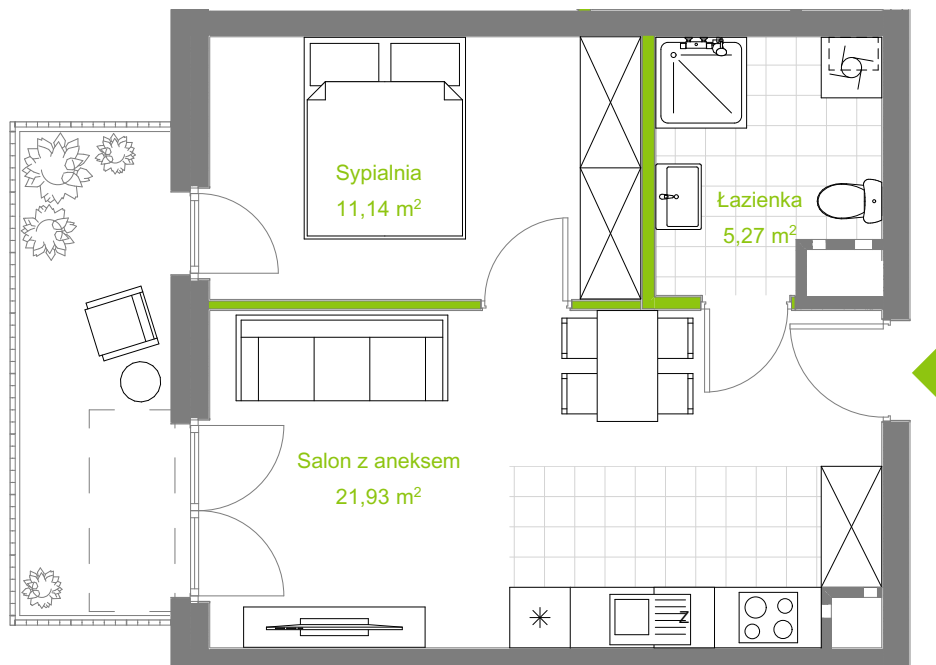 Sypialnia
11,14 m²
Łazienka
5,27 m²
Salon z aneksem
21,93 m²
Z